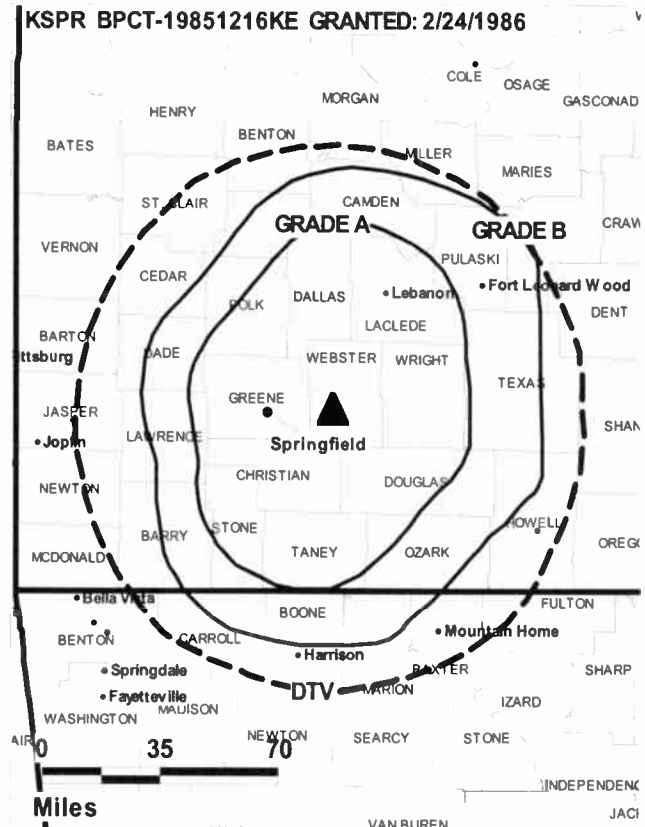 KSPR BPCT-19851216KE GRANTED: 2/24/1986
COLE
OSAGE
MORGAN
GASCONAD
HENRY
BENTON
BATES
MILLER
MARIES
ST. CLAIR
CAMDEN
GRADE A
GRADE B
CRAW
VERNON
PULASKI
CEDAR
Lebanon
Fort Leonard Wood
POLK
DALLAS
DENT
LACLEDE
BARTON
ttsburg
DADE
WEBSTER
WRIGHT
TEXAS
GREENE
JASPER
SHAN
Joplin
LAWRENCE
Springfield
CHRISTIAN
DOUGLAS
NEWTON
STONE
HOWELL
BARRY
OREGO
MCDONALD
TANEY
OZARK
Bella Vista
FULTON
BOONE
BENTON
CARROLL
Mountain Home
Harrison
Springdale
BAXTER
SHARP
DTV
MARION
Fayetteville
IZARD
MADISON
WASHINGTON
NEWTON
SEARCY
STONE
AIR
0 35 70
INDEPENDENC
Miles
JAC
VAN BUREN